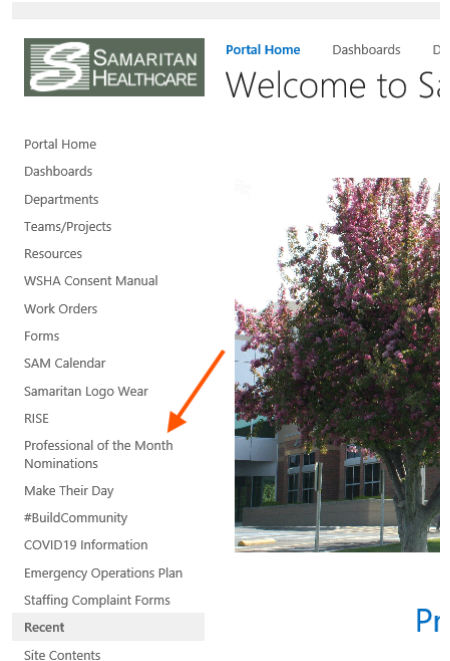 SAMARITAN
HEALTHCARE
Portal Home Dashboards
Welcome to
Portal Home
Dashboards
Departments
Teams/Projects
Resources
WSHA Consent Manual
Work Orders
Forms
SAM Calendar
Samaritan Logo Wear
RISE
Professional of the Month
Nominations
Make Their Day
#BuildCommunity
COVID19 Information
Emergency Operations Plan
Staffing Complaint Forms
Recent
Site Contents